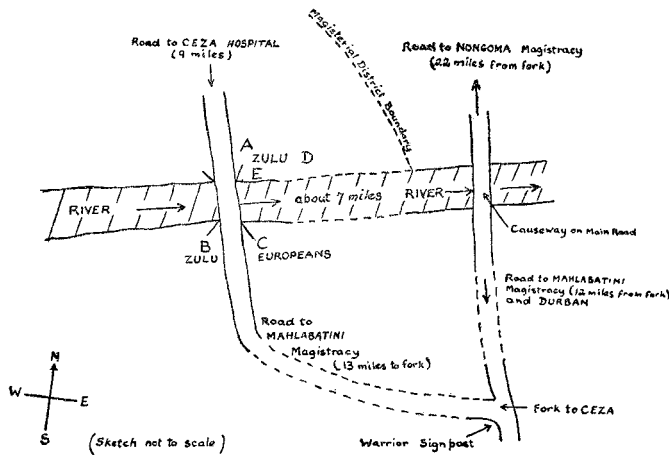 Road to CEZA HOSPITAL
(9 miles)
Magisterial District Boundary
Road to NONGOMA Magistracy
(22 miles from fork)
A
ZULU D
E
RIVER
about 7 miles
RIVER
Causeway on Main Road
B
ZULU
C
EUROPEANS
Road to MAHLABATINI
Magistracy (12 miles from fork)
and DURBAN
Road to
MAHLABATINI
Magistracy
(13 miles to fork)
N
W E
S
Fork to CEZA
(Sketch not to scale)
Warrior Signpost